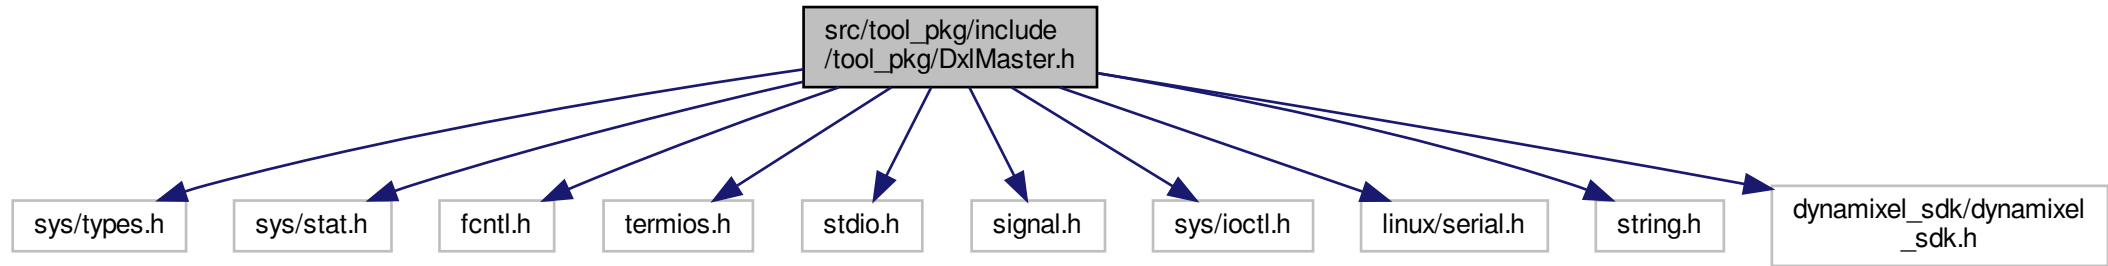 src/tool_pkg/include
/tool_pkg/DxlMaster.h
sys/types.h
sys/stat.h
fcntl.h
termios.h
stdio.h
signal.h
sys/ioctl.h
linux/serial.h
string.h
dynamixel_sdk/dynamixel
_sdk.h